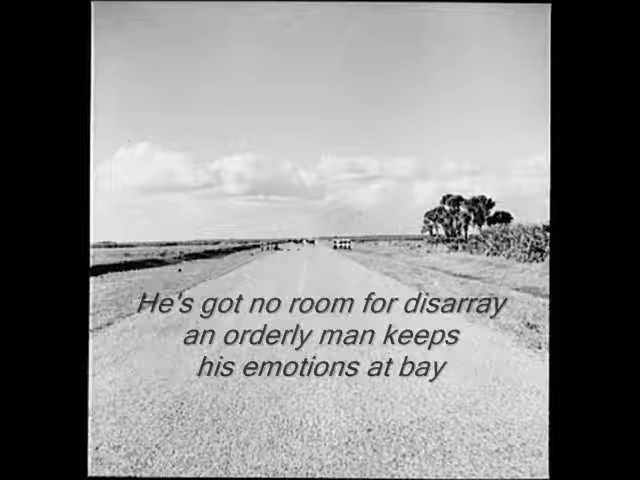 He's got no room for disarray
an orderly man keeps
his emotions at bay